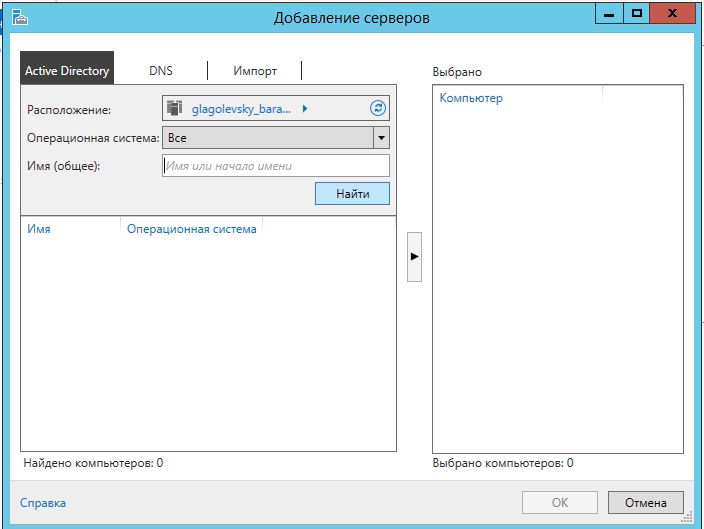 Добавление серверов
Active Directory DNS Импорт
Расположение: glagolevsky_bara...
Операционная система: Все
Имя (общее): Имя или начало имени
Найти
Имя Операционная система
Найдено компьютеров: 0
Выбрано
Компьютер
Выбрано компьютеров: 0
Справка
OK Отмена